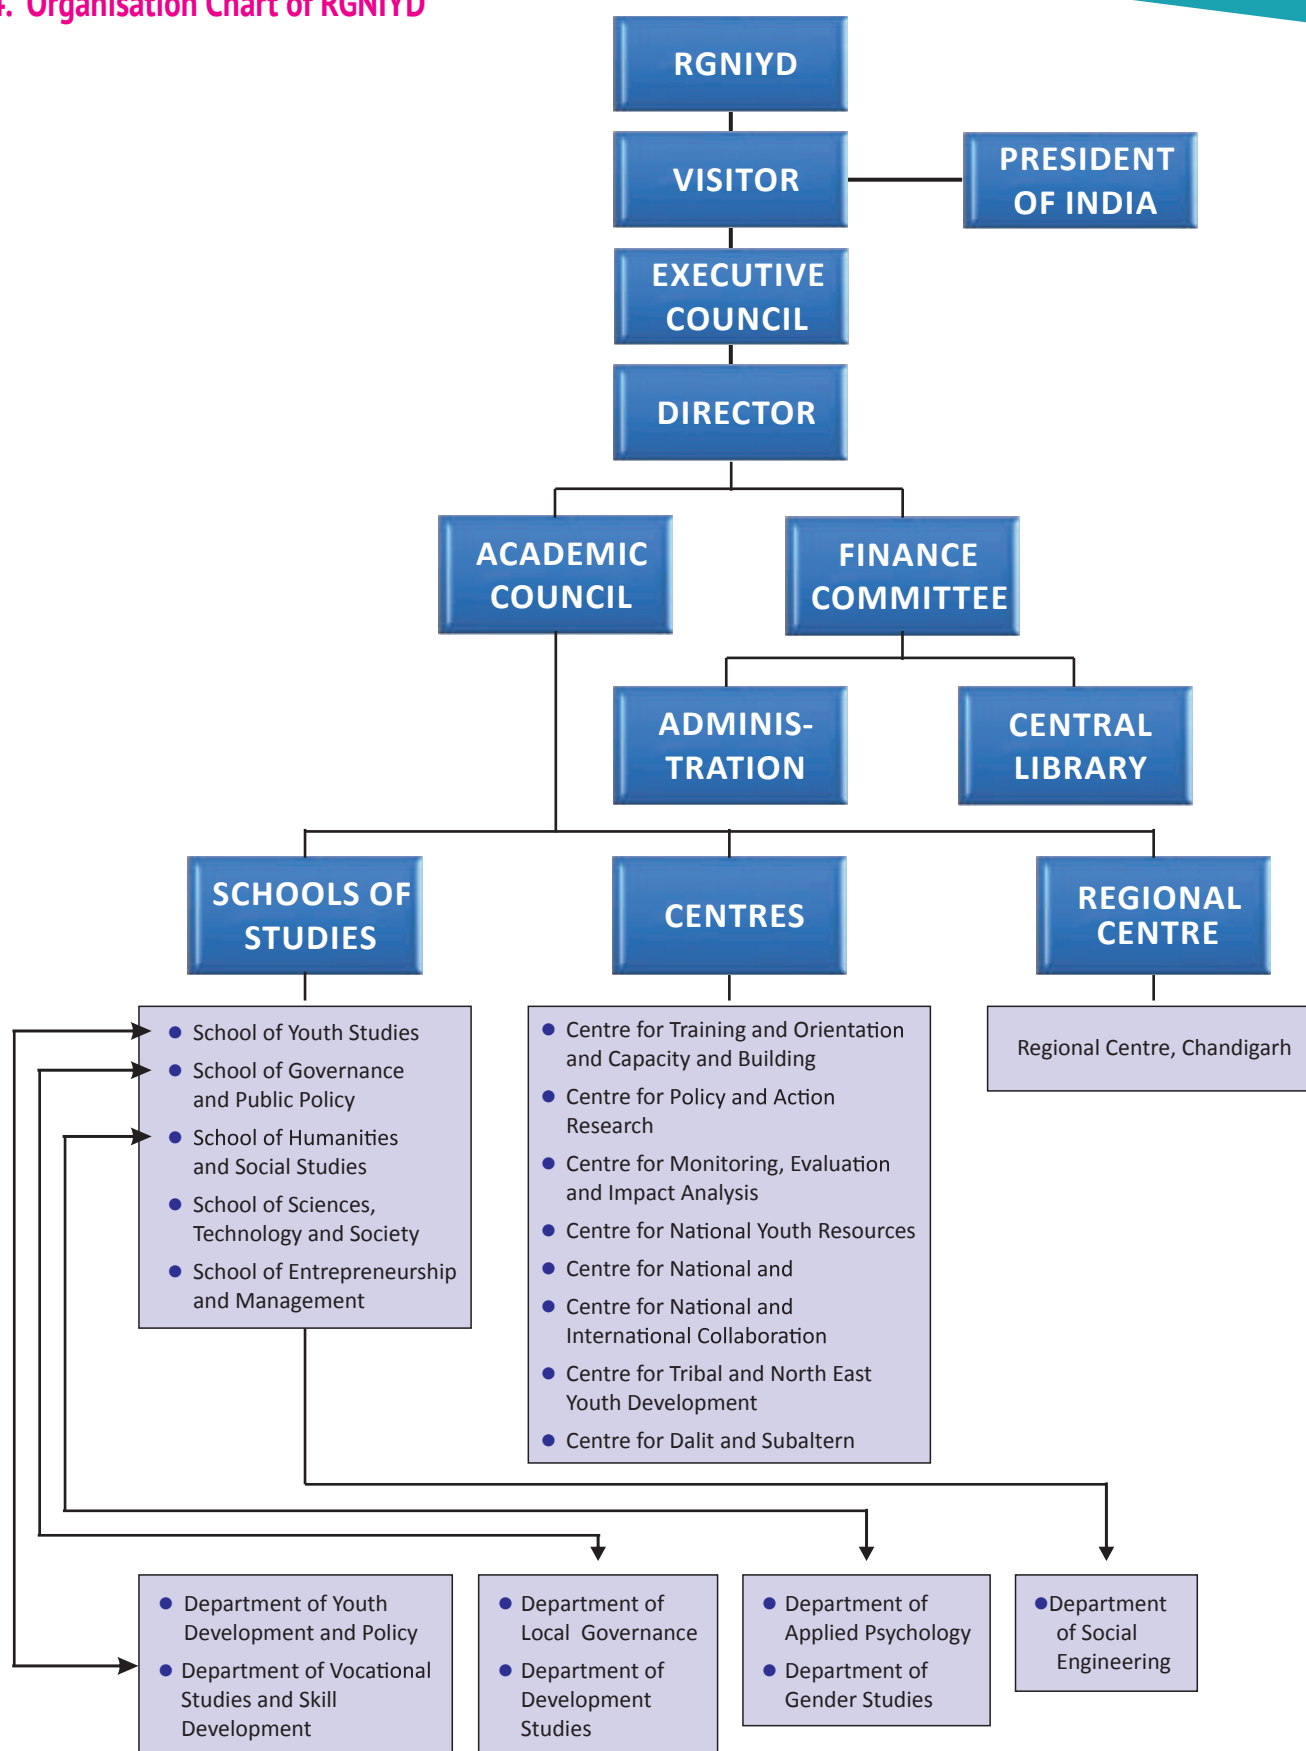 4. Organisation Chart of RGNIYD
RGNIYD
VISITOR
PRESIDENT
OF INDIA
EXECUTIVE
COUNCIL
DIRECTOR
ACADEMIC
COUNCIL
FINANCE
COMMITTEE
ADMINIS-
TRATION
CENTRAL
LIBRARY
SCHOOLS OF
STUDIES
CENTRES
REGIONAL
CENTRE
School of Youth Studies
School of Governance
and Public Policy
School of Humanities
and Social Studies
School of Sciences,
Technology and Society
School of Entrepreneurship
and Management
Centre for Training and Orientation
and Capacity and Building
Centre for Policy and Action
Research
Centre for Monitoring, Evaluation
and Impact Analysis
Centre for National Youth Resources
Centre for National and
Centre for National and
International Collaboration
Centre for Tribal and North East
Youth Development
Centre for Dalit and Subaltern
Regional Centre, Chandigarh
Department of Youth
Development and Policy
Department of Vocational
Studies and Skill
Development
Department of
Local Governance
Department of
Development
Studies
Department of
Applied Psychology
Department of
Gender Studies
Department
of Social
Engineering